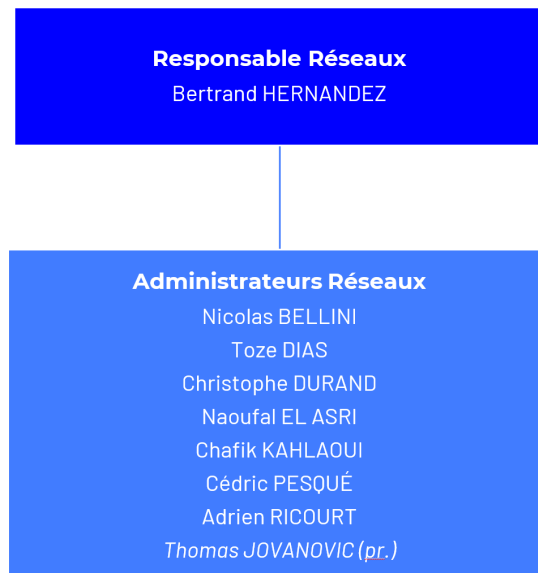 Responsable Réseaux
Bertrand HERNANDEZ
Administrateurs Réseaux
Nicolas BELLINI
Toze DIAS
Christophe DURAND
Naoufal EL ASRI
Chafik KAHLAOUI
Cédric PESQUÉ
Adrien RICOURT
Thomas JOVANOVIC (pr.)